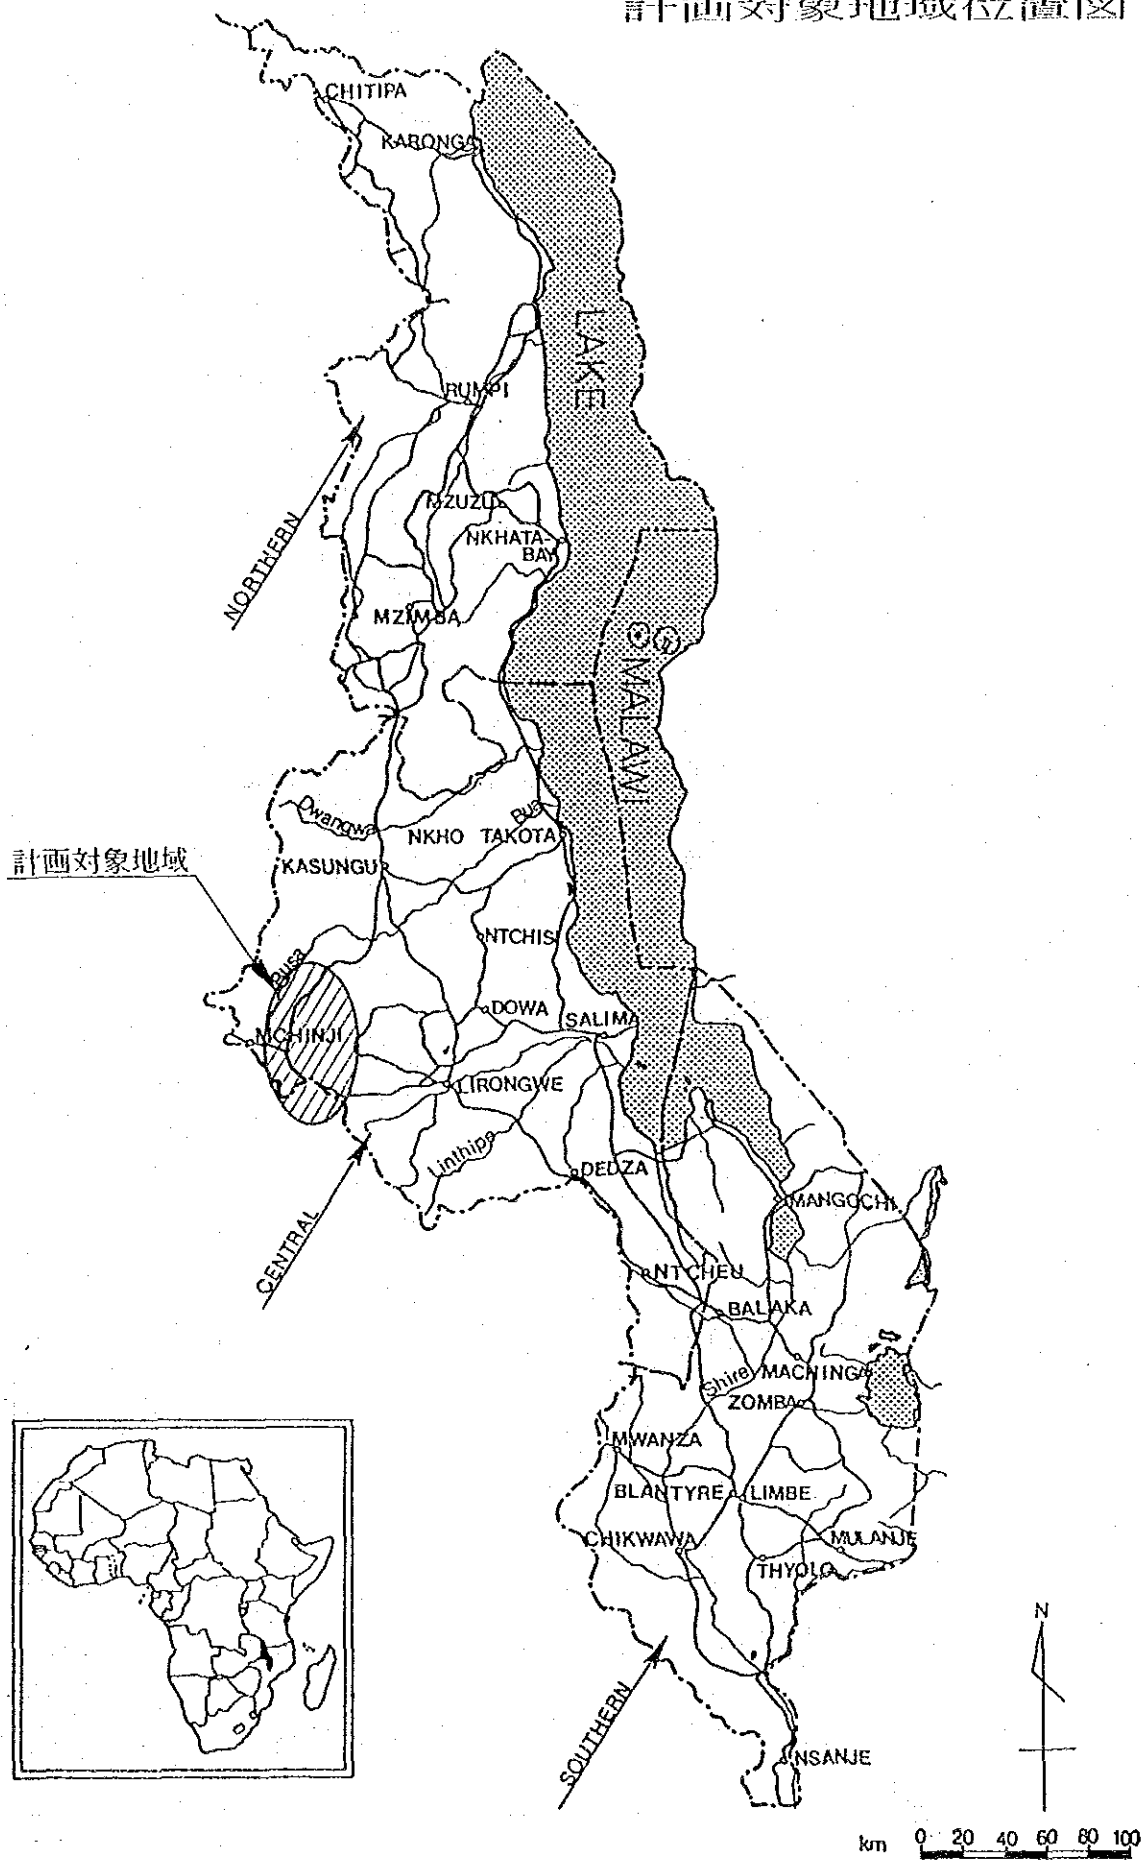 計画対象地域位置図
CHITIPA
KARONGA
LAKE
RUMPI
MZUZU
NKHATA-
BAY
NORTHERN
MZIMBA
MALAWI
Dwangwa
Bua
NKHO TAKOTA
計画対象地域
KASUNGU
NTCHISI
Busa
DOWA
SALIMA
MCHINJI
LIRONGWE
Linthipe
DEDZA
MANGOCHI
CENTRAL
NTCHEU
BALAKA
Shire
MACHINGA
ZOMBA
MWANZA
BLANTYRE
LIMBE
CHIKWAWA
MULANJE
THYOLO
N
SOUTHERN
NSANJE
km 0 20 40 60 80 100